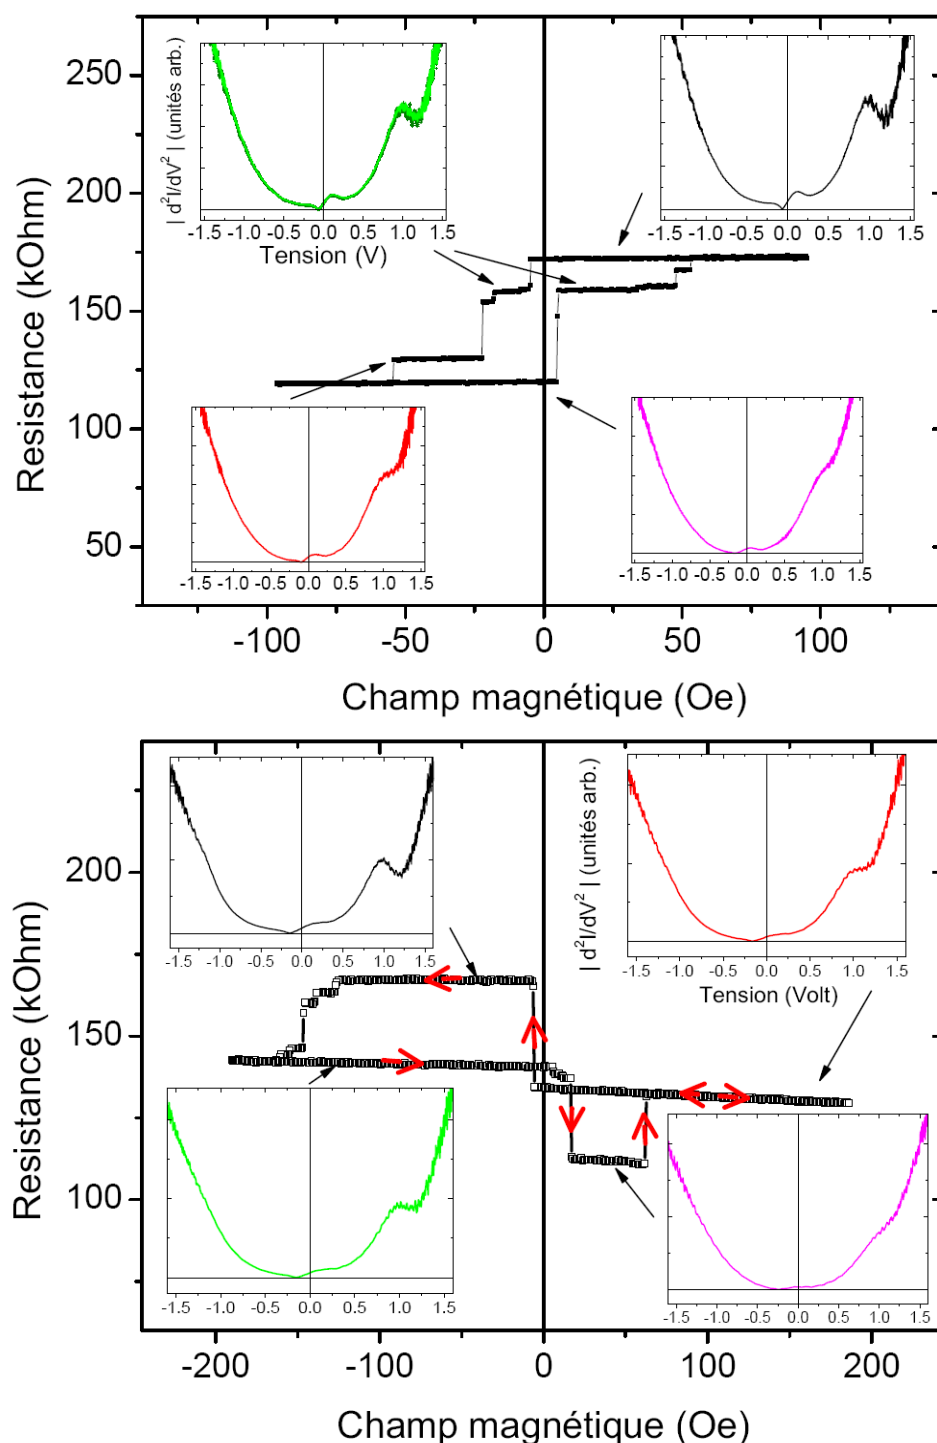 250
200
150
100
50
Resistance (kOhm)
| d²I/dV² | (unités arb.)
-1.5 -1.0 -0.5 0.0 0.5 1.0 1.5
Tension (V)
-1.5 -1.0 -0.5 0.0 0.5 1.0 1.5
-1.5 -1.0 -0.5 0.0 0.5 1.0 1.5
-1.5 -1.0 -0.5 0.0 0.5 1.0 1.5
-100 -50 0 50 100
Champ magnétique (Oe)
200
150
100
Resistance (kOhm)
-1.5 -1.0 -0.5 0.0 0.5 1.0 1.5
| d²I/dV² | (unités arb.)
-1.5 -1.0 -0.5 0.0 0.5 1.0 1.5
Tension (Volt)
-1.5 -1.0 -0.5 0.0 0.5 1.0 1.5
-1.5 -1.0 -0.5 0.0 0.5 1.0 1.5
-200 -100 0 100 200
Champ magnétique (Oe)